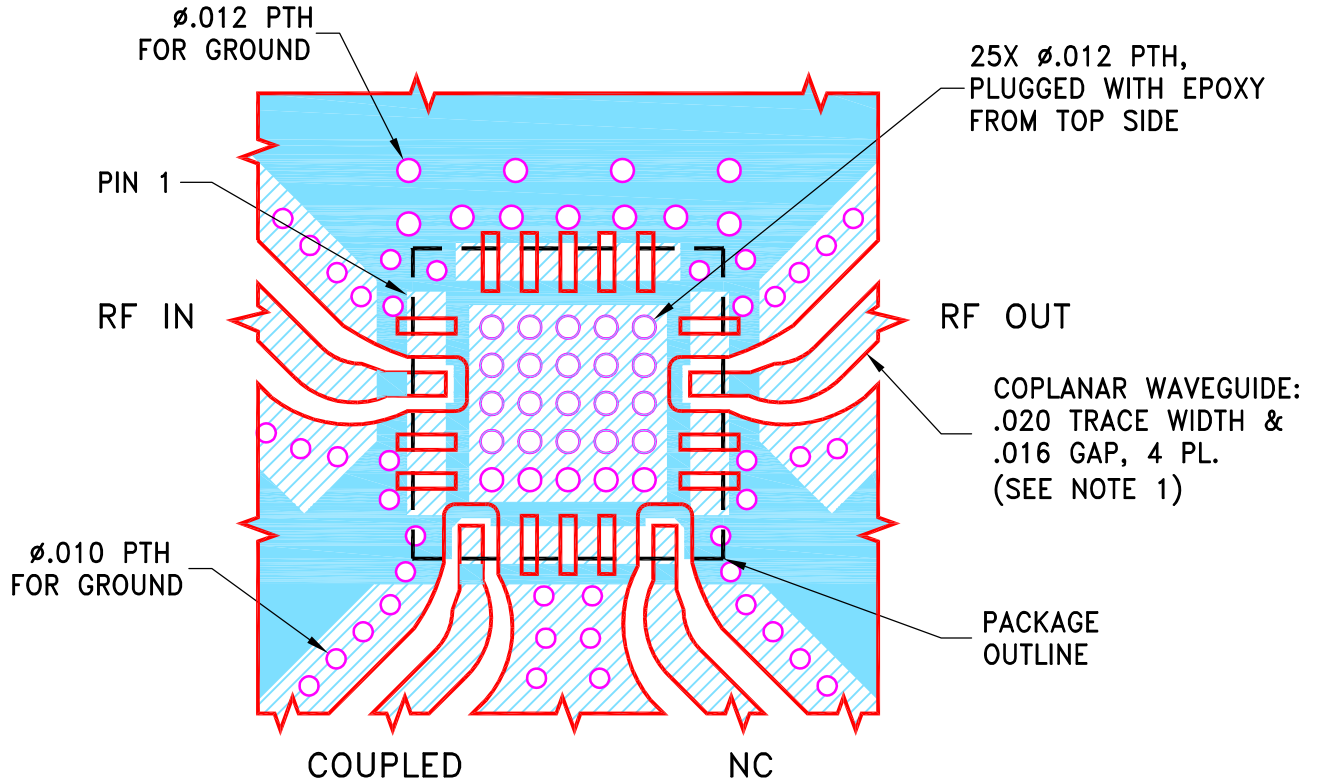 ø.012 PTH
FOR GROUND
25X ø.012 PTH,
PLUGGED WITH EPOXY
FROM TOP SIDE
PIN 1
RF IN
RF OUT
COPLANAR WAVEGUIDE:
.020 TRACE WIDTH &
.016 GAP, 4 PL.
(SEE NOTE 1)
ø.010 PTH
FOR GROUND
PACKAGE
OUTLINE
COUPLED
NC